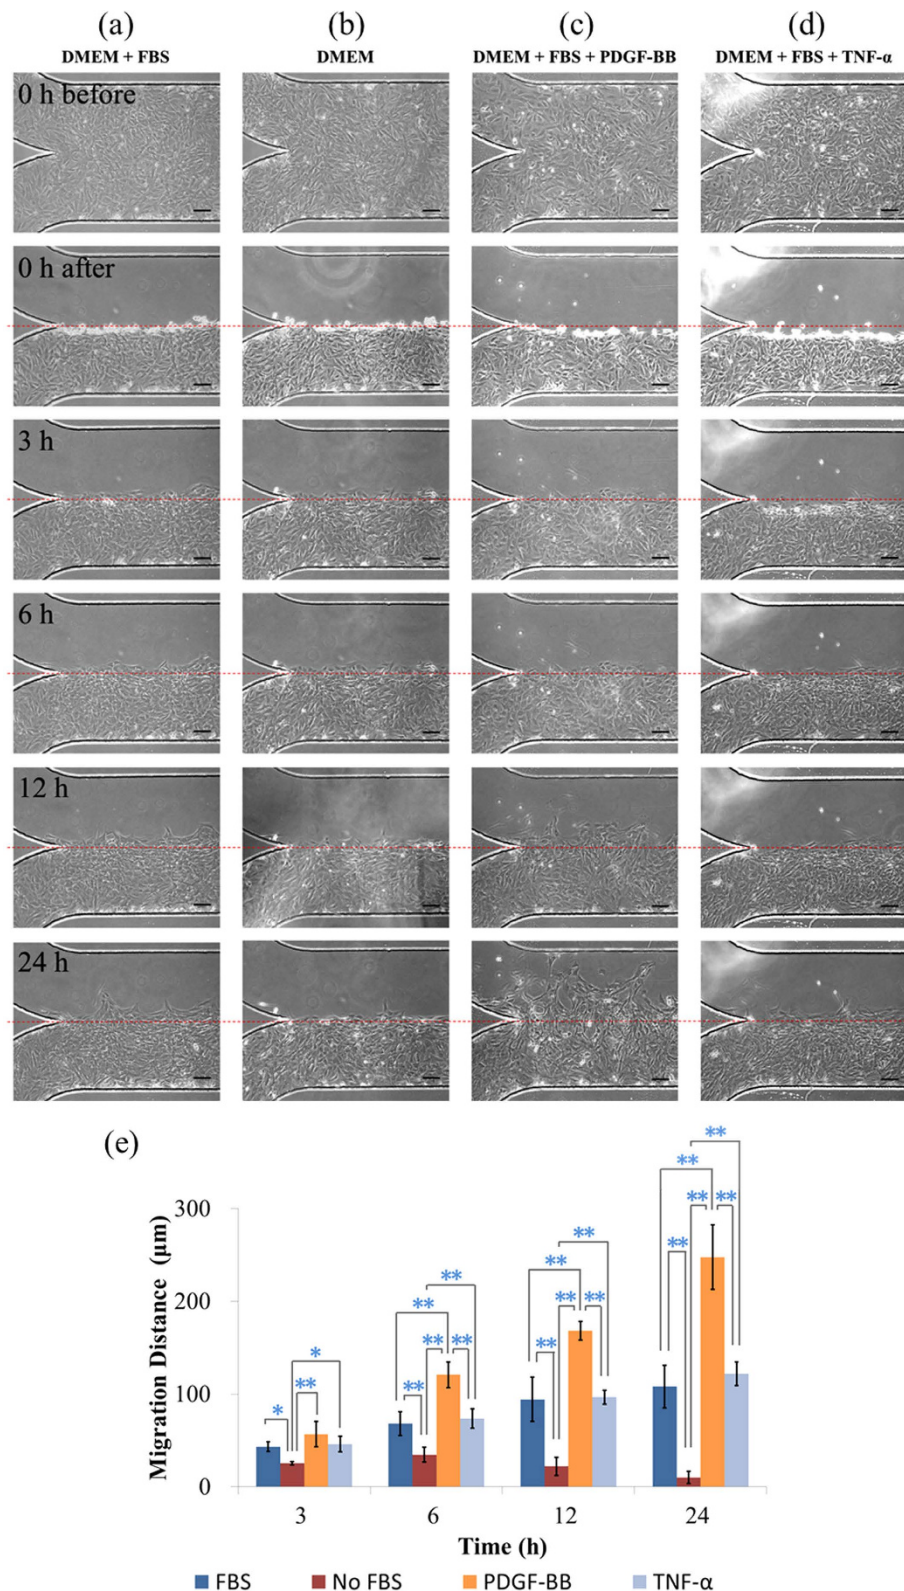 (a) (b) (c) (d)
DMEM + FBS DMEM DMEM + FBS + PDGF-BB DMEM + FBS + TNF-α
0 h before
0 h after
3 h
6 h
12 h
24 h
(e)
** ** ** ** **
** ** ** ** **
** ** ** ** **
* ** *
300
200
100
0
Migration Distance (µm)
3 6 12 24
Time (h)
FBS No FBS PDGF-BB TNF-α